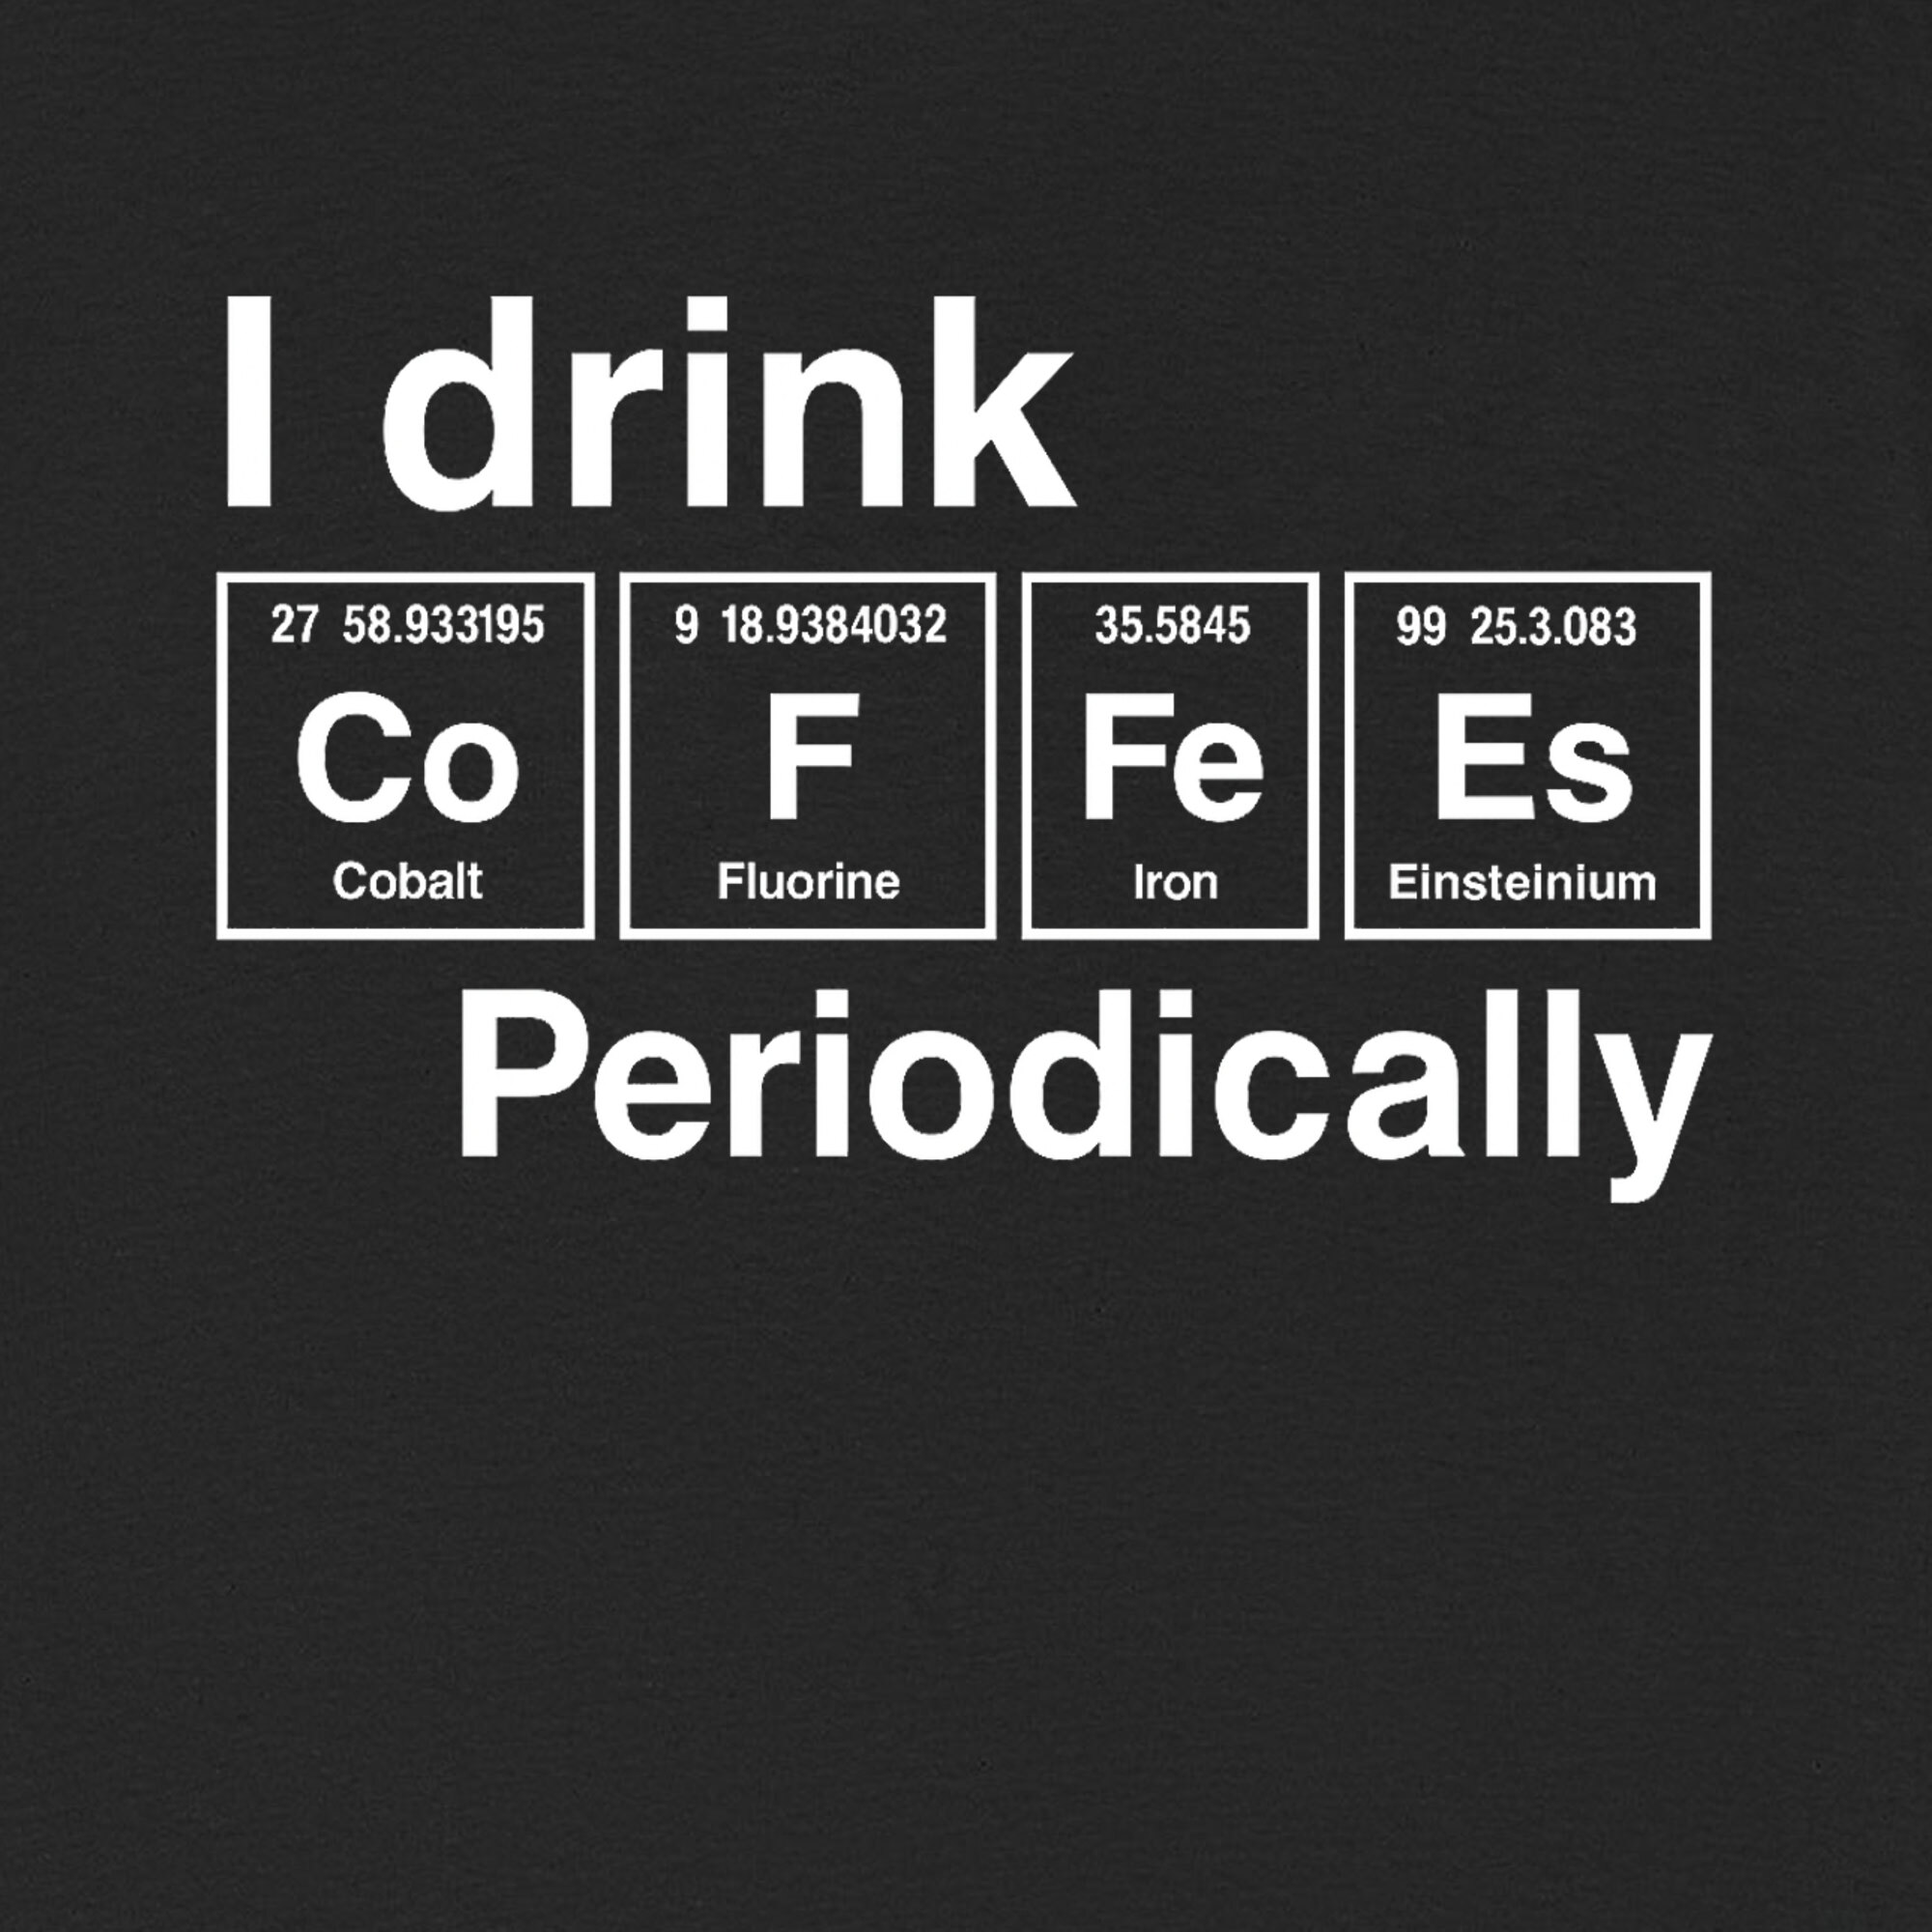 I drink
27 58.933195 9 18.9384032 35.5845 99 25.3.083
Co F Fe Es
Cobalt Fluorine Iron Einsteinium
Periodically